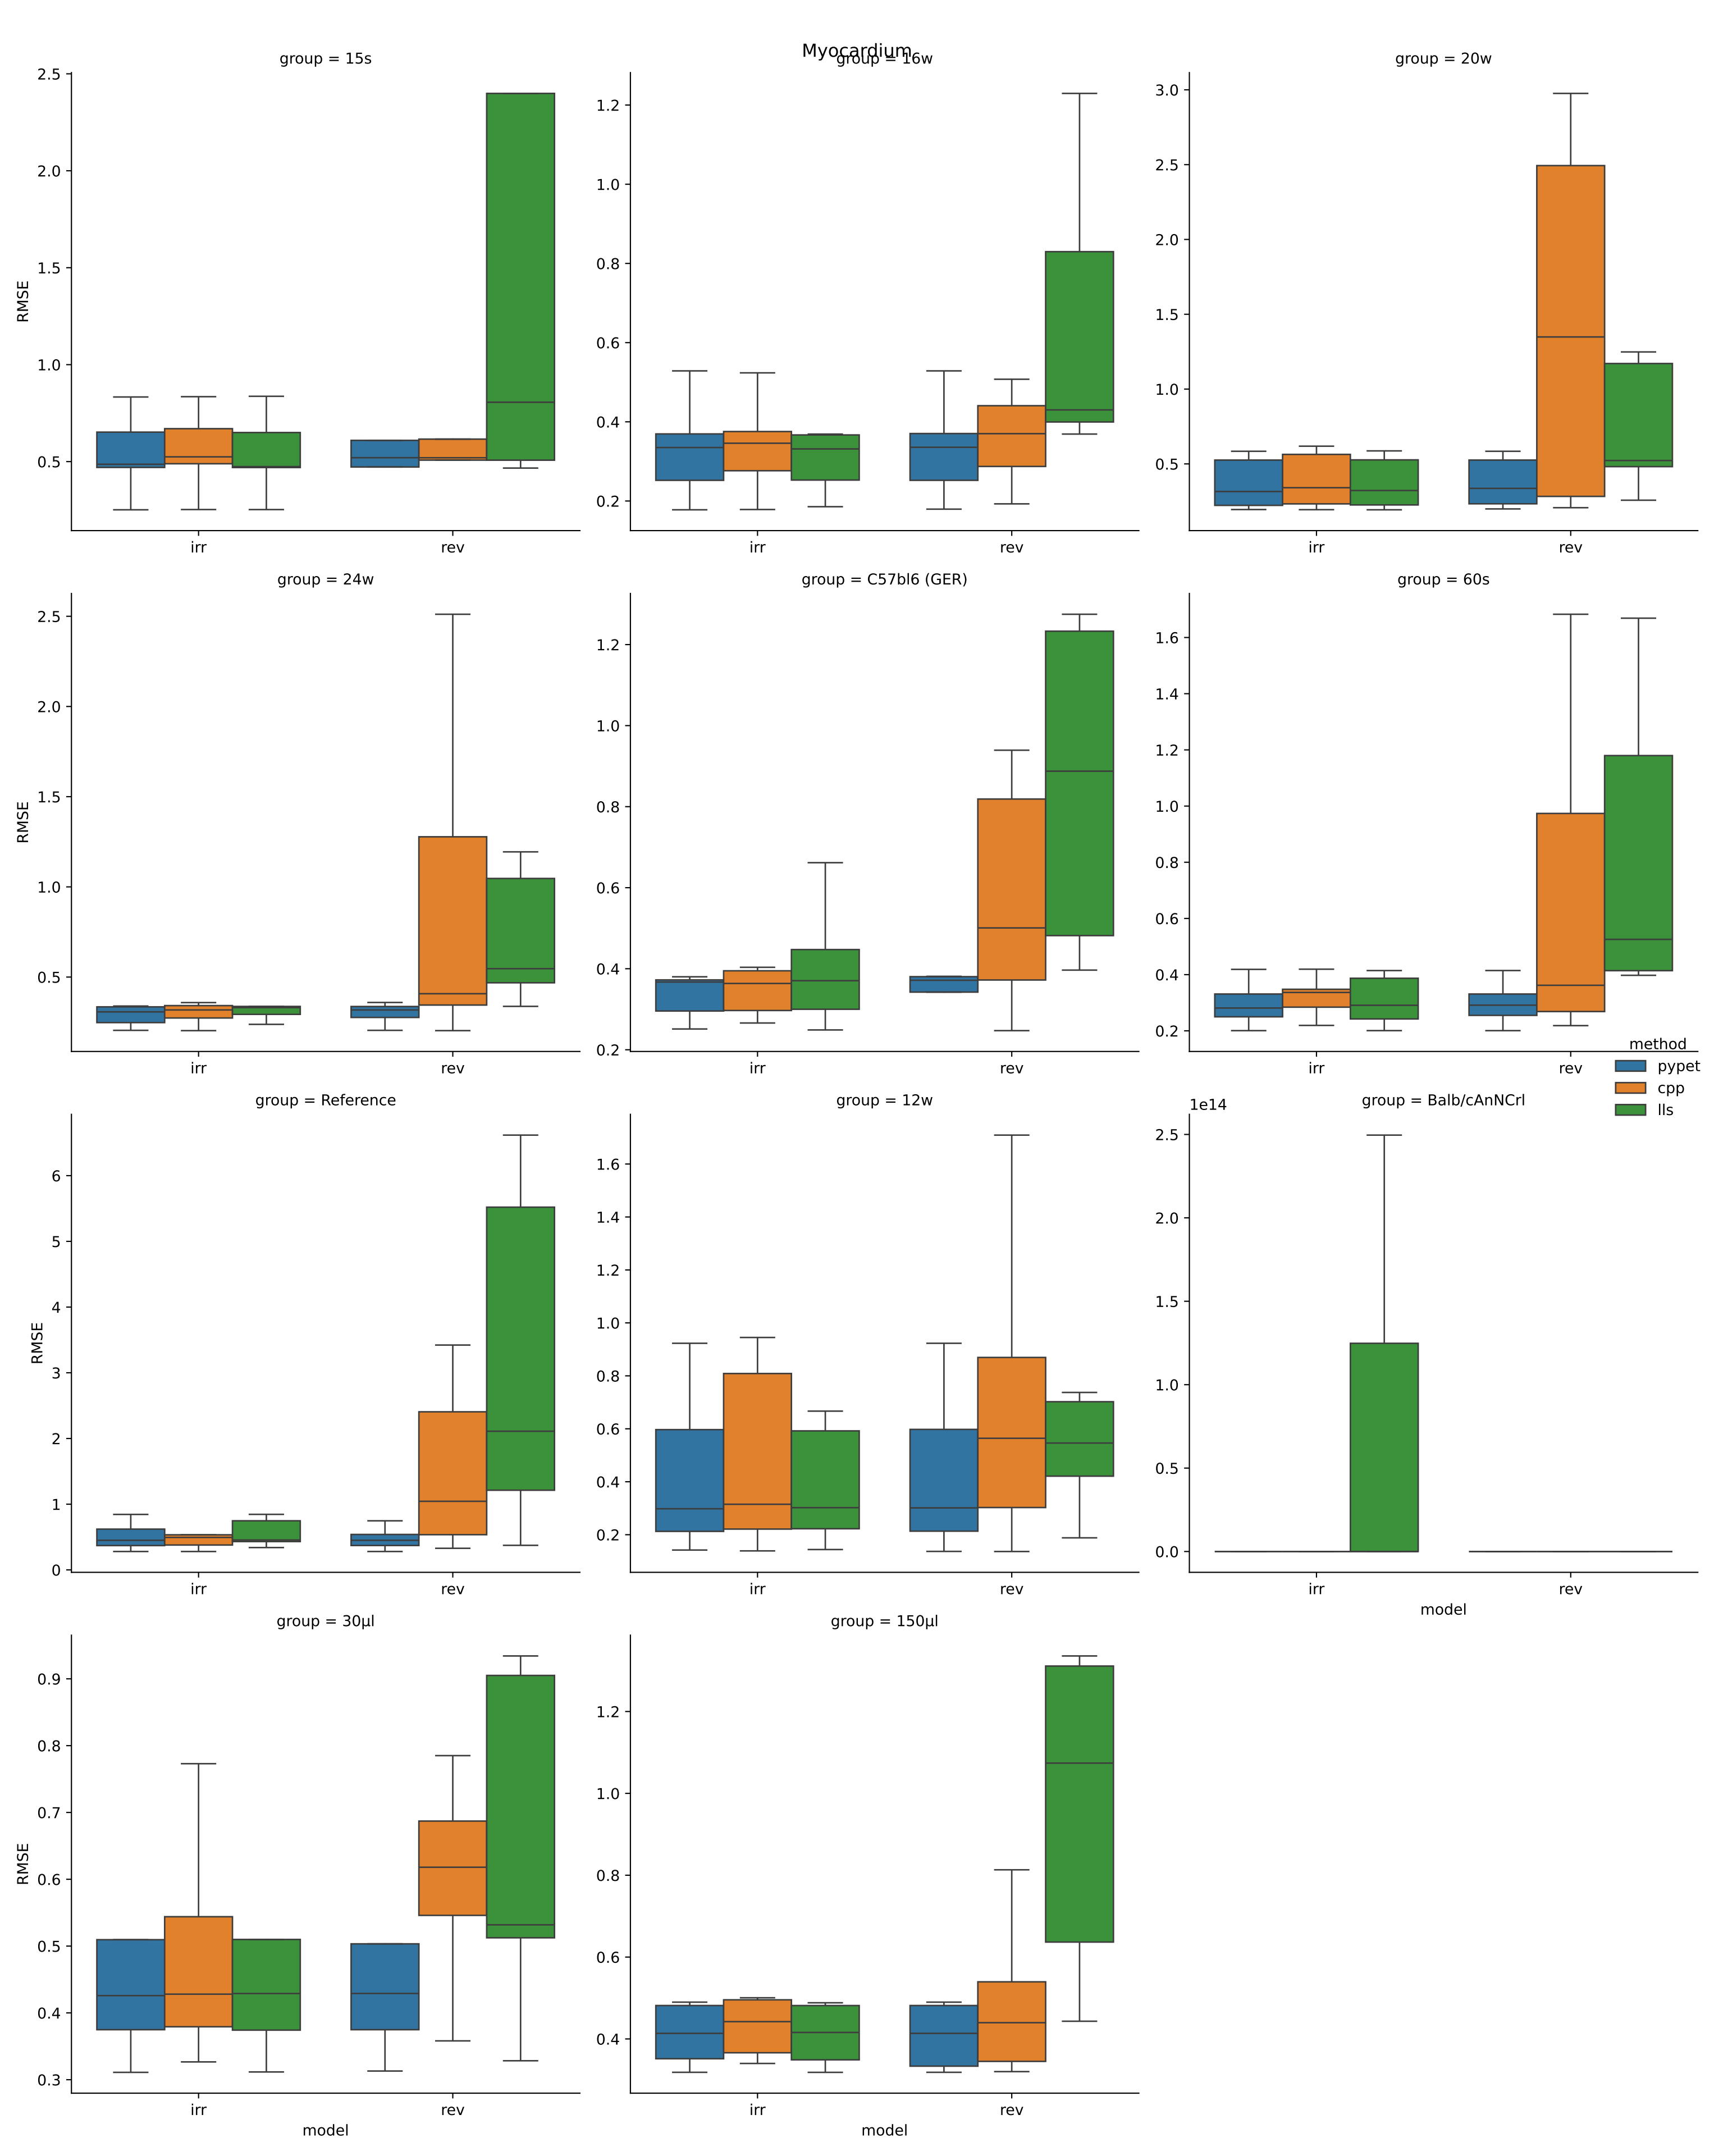 Myocardium
group = 15s
group = 16w
group = 20w
2.5
2.0
1.5
1.0
0.5
RMSE
irr
rev
1.2
1.0
0.8
0.6
0.4
0.2
irr
rev
3.0
2.5
2.0
1.5
1.0
0.5
irr
rev
group = 24w
group = C57bl6 (GER)
group = 60s
2.5
2.0
1.5
1.0
0.5
RMSE
irr
rev
1.2
1.0
0.8
0.6
0.4
0.2
irr
rev
1.6
1.4
1.2
1.0
0.8
0.6
0.4
0.2
irr
rev
method
pypet
cpp
lls
group = Reference
group = 12w
group = Balb/cAnNCrl
6
5
4
3
2
1
0
RMSE
irr
rev
1.6
1.4
1.2
1.0
0.8
0.6
0.4
0.2
irr
rev
1e14
2.5
2.0
1.5
1.0
0.5
0.0
irr
rev
model
group = 30µl
group = 150µl
0.9
0.8
0.7
0.6
0.5
0.4
0.3
RMSE
irr
rev
model
1.2
1.0
0.8
0.6
0.4
irr
rev
model